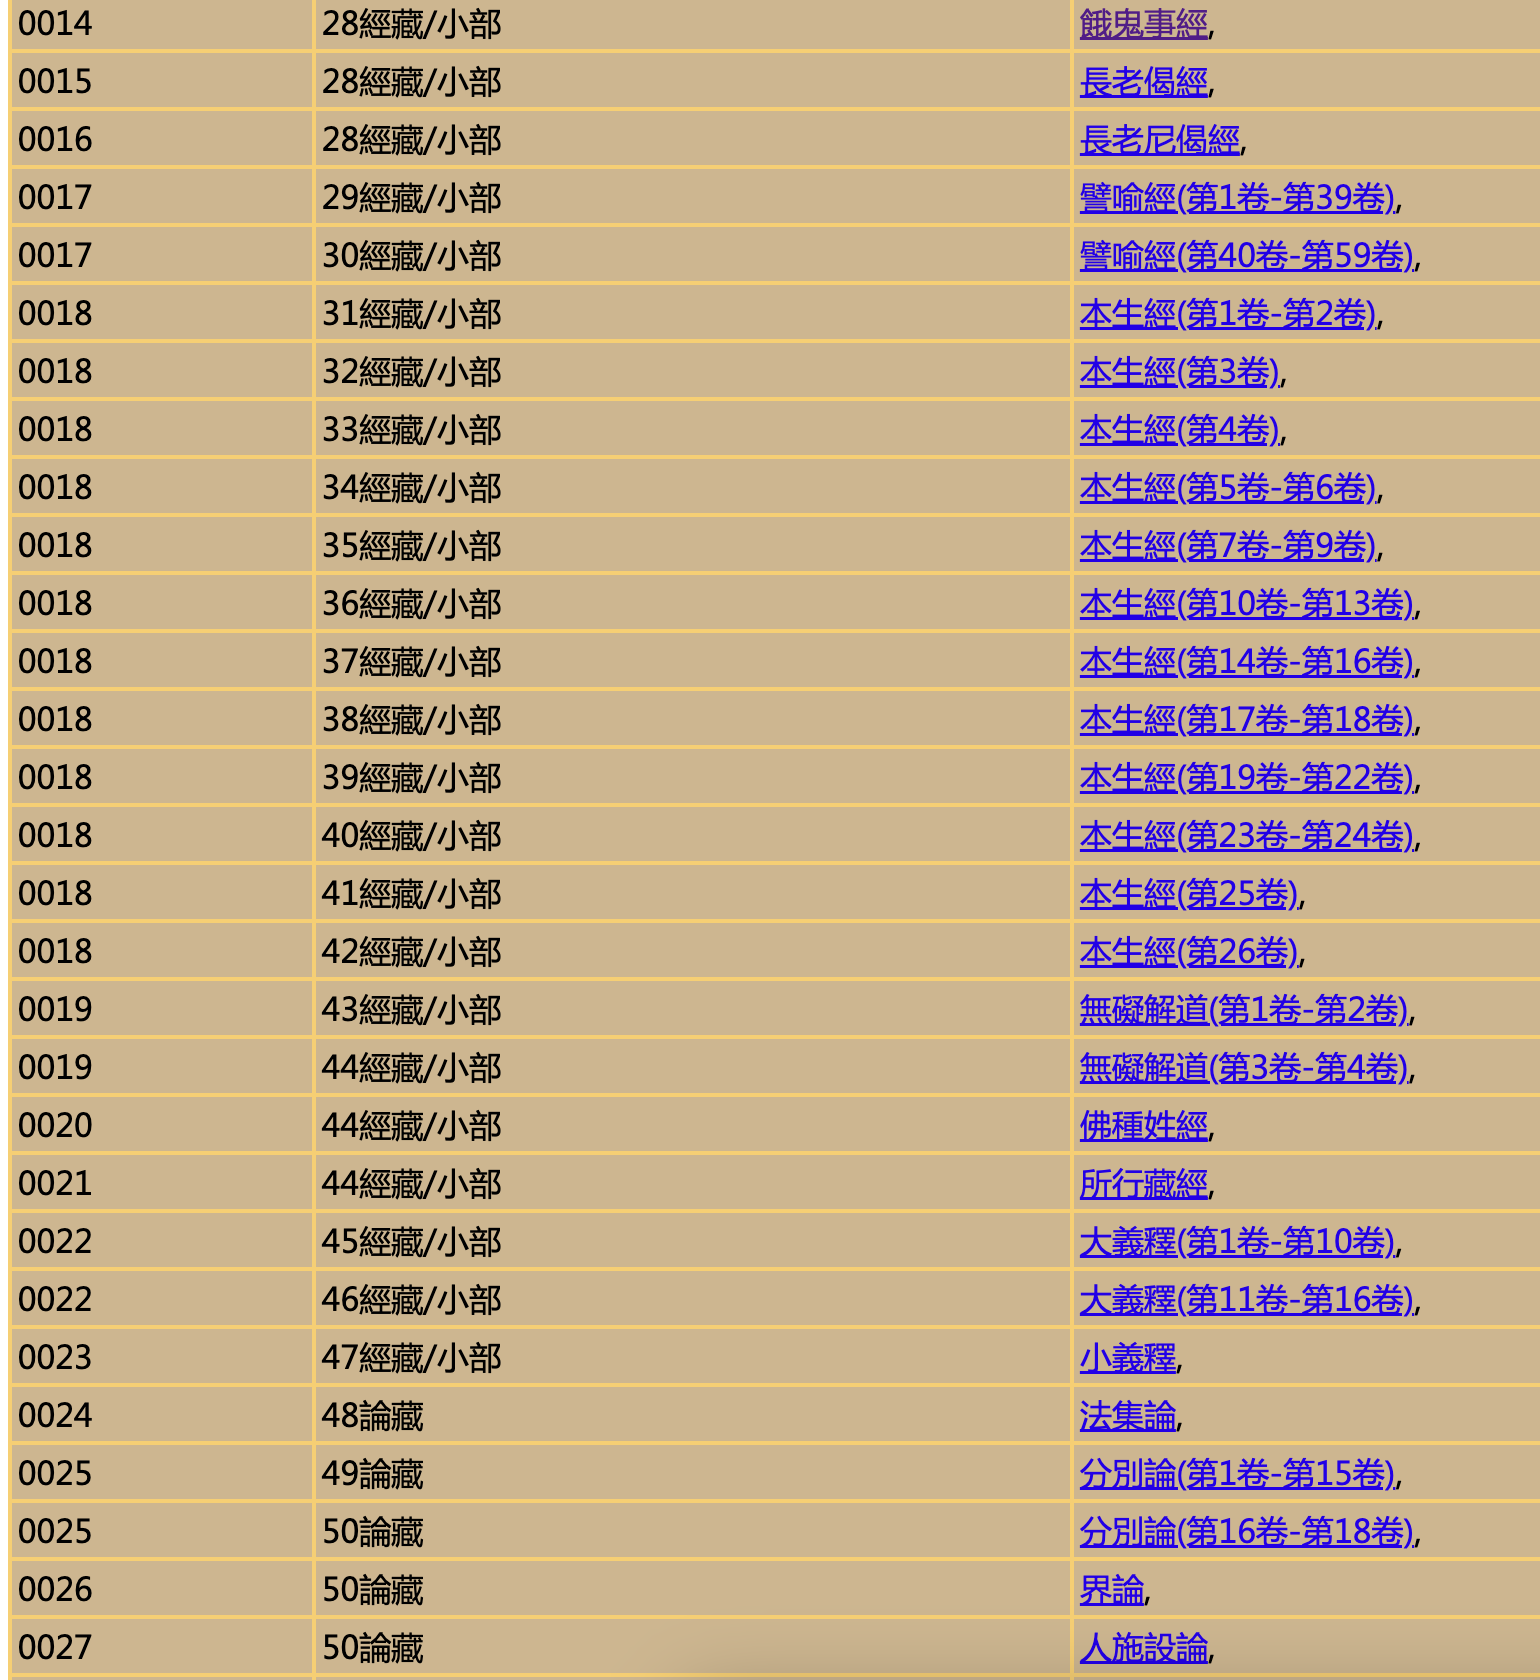 0014 28經藏/小部 餓鬼事經,
0015 28經藏/小部 長老偈經,
0016 28經藏/小部 長老尼偈經,
0017 29經藏/小部 譬喻經(第1卷-第39卷),
0017 30經藏/小部 譬喻經(第40卷-第59卷),
0018 31經藏/小部 本生經(第1卷-第2卷),
0018 32經藏/小部 本生經(第3卷),
0018 33經藏/小部 本生經(第4卷),
0018 34經藏/小部 本生經(第5卷-第6卷),
0018 35經藏/小部 本生經(第7卷-第9卷),
0018 36經藏/小部 本生經(第10卷-第13卷),
0018 37經藏/小部 本生經(第14卷-第16卷),
0018 38經藏/小部 本生經(第17卷-第18卷),
0018 39經藏/小部 本生經(第19卷-第22卷),
0018 40經藏/小部 本生經(第23卷-第24卷),
0018 41經藏/小部 本生經(第25卷),
0018 42經藏/小部 本生經(第26卷),
0019 43經藏/小部 無礙解道(第1卷-第2卷),
0019 44經藏/小部 無礙解道(第3卷-第4卷),
0020 44經藏/小部 佛種姓經,
0021 44經藏/小部 所行藏經,
0022 45經藏/小部 大義釋(第1卷-第10卷),
0022 46經藏/小部 大義釋(第11卷-第16卷),
0023 47經藏/小部 小義釋,
0024 48論藏 法集論,
0025 49論藏 分別論(第1卷-第15卷),
0025 50論藏 分別論(第16卷-第18卷),
0026 50論藏 界論,
0027 50論藏 人施設論,